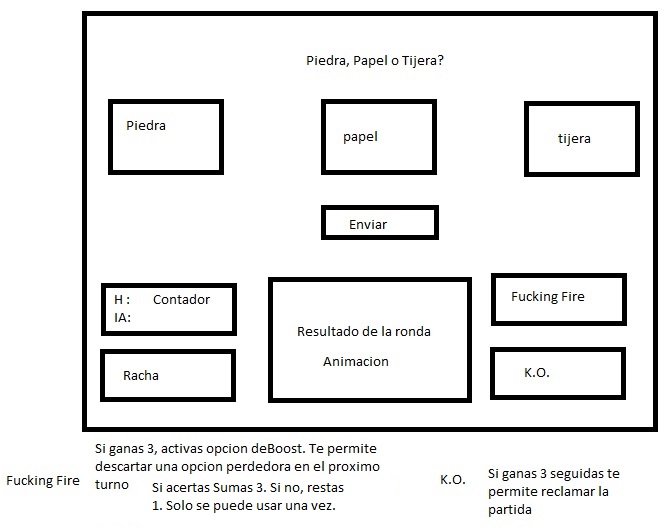 Piedra, Papel o Tijera?
Piedra
papel
tijera
Enviar
H : Contador
IA:
Racha
Resultado de la ronda
Animacion
Fucking Fire
K.O.
Fucking Fire
Si ganas 3, activas opcion deBoost. Te permite
descartar una opcion perdedora en el proximo
turno
Si aciertas Sumas 3. Si no, restas
1. Solo se puede usar una vez.
K.O.
Si ganas 3 seguidas te
permite reclamar la
partida